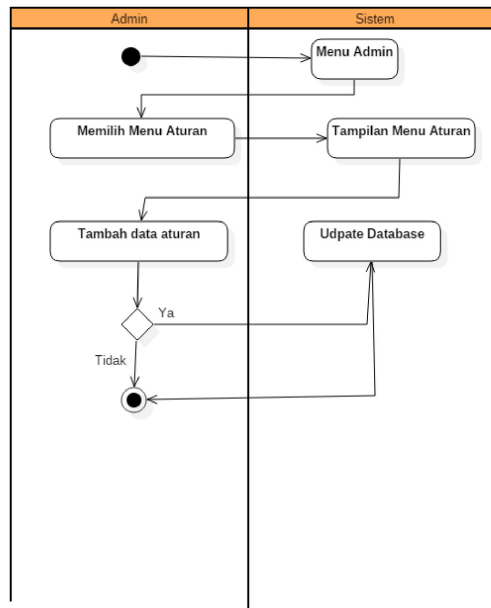 Admin
Sistem
Menu Admin
Memilih Menu Aturan
Tampilan Menu Aturan
Tambah data aturan
Udpate Database
Ya
Tidak